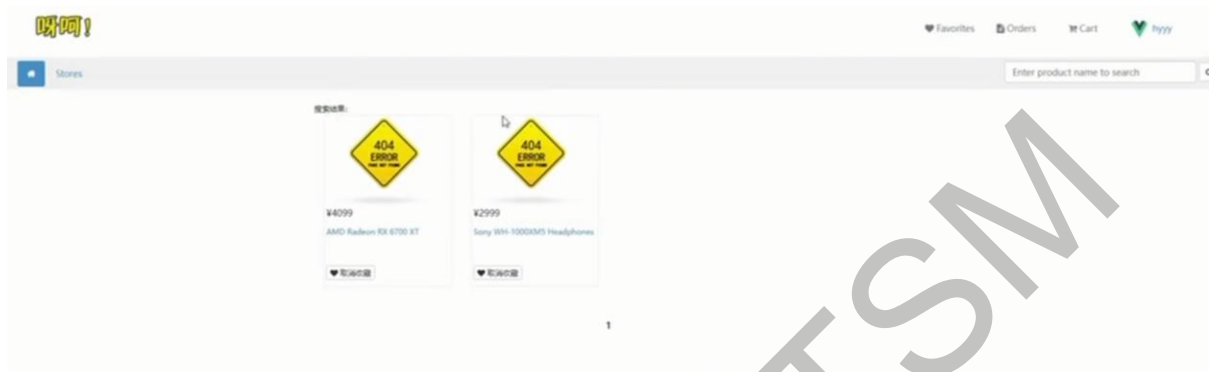 呀呵!
Favorites
Orders
Cart
hyyy
Stores
Enter product name to search
搜索结果:
404
ERROR
404
ERROR
¥4099
¥2999
AMD Radeon RX 6700 XT
Sony WH-1000XM5 Headphones
取消收藏
取消收藏
1
TSM